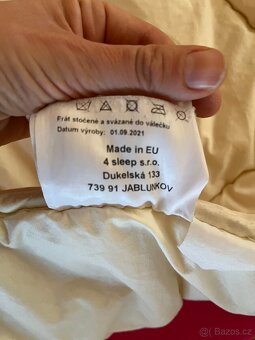 Prát stočené a svázané do válečku
Datum výroby: 01.09.2021
Made in EU
4 sleep s.r.o.
Dukelská 133
739 91 JABLUNKOV
Bazos.cz